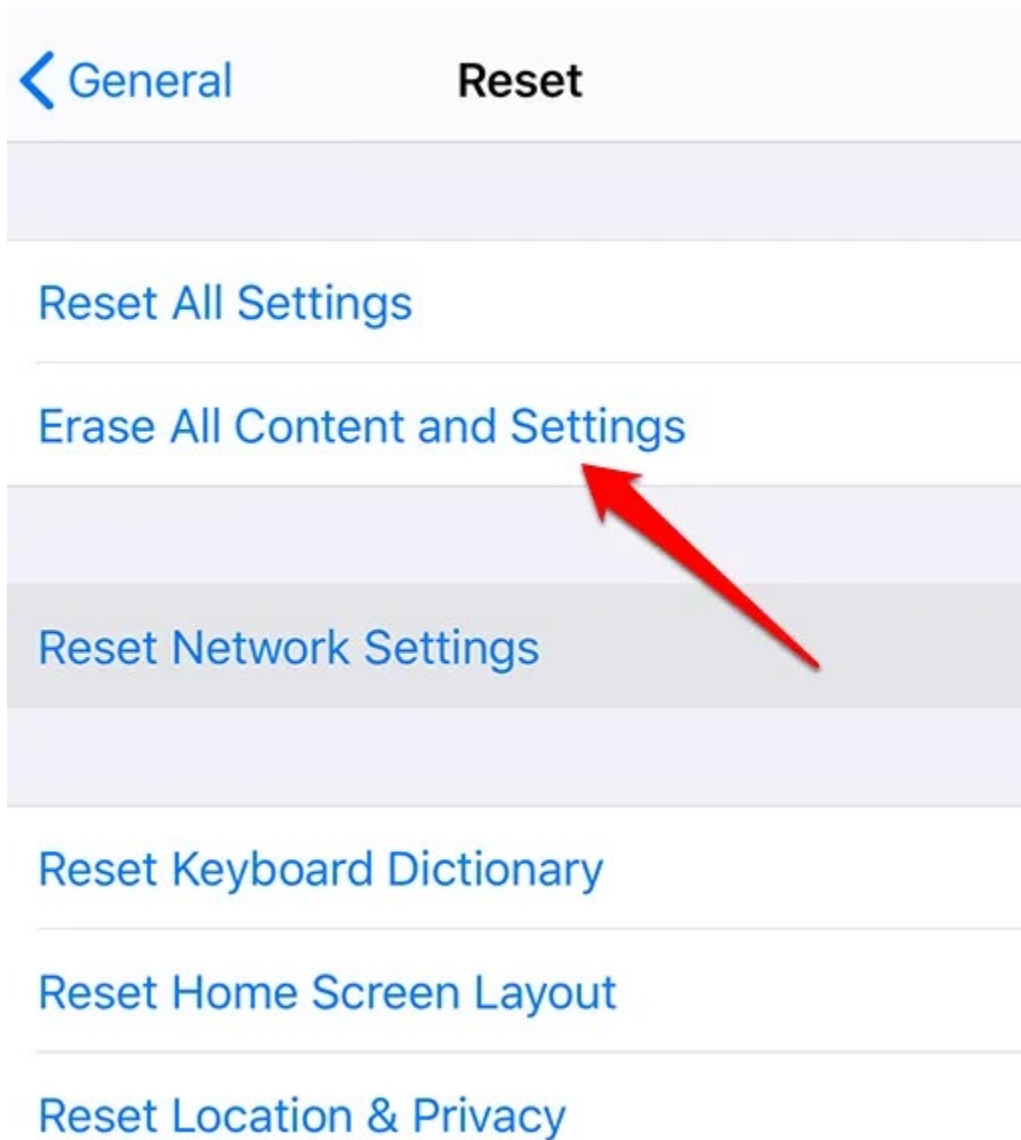 General
Reset
Reset All Settings
Erase All Content and Settings
Reset Network Settings
Reset Keyboard Dictionary
Reset Home Screen Layout
Reset Location & Privacy